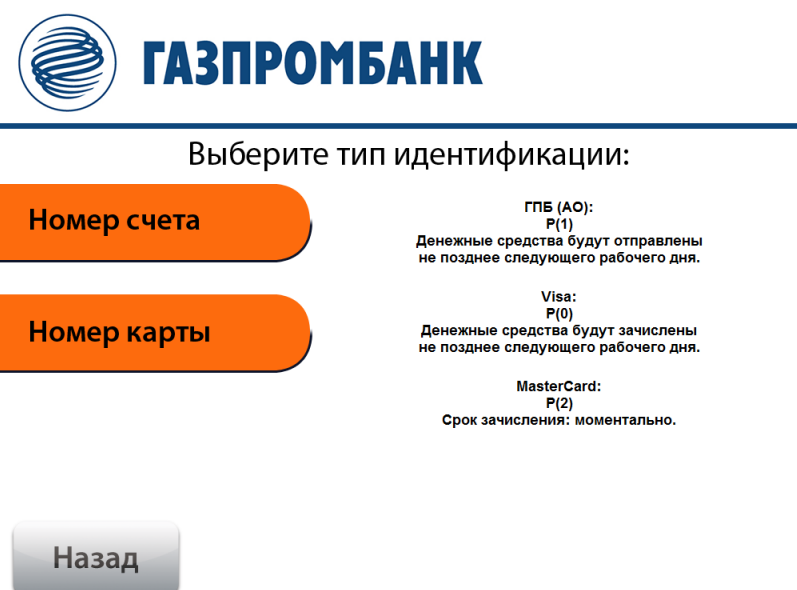 ГАЗПРОМБАНК
Выберите тип идентификации:
Номер счета
Номер карты
ГПБ (АО):
P(1)
Денежные средства будут отправлены
не позднее следующего рабочего дня.
Visa:
P(0)
Денежные средства будут зачислены
не позднее следующего рабочего дня.
MasterCard:
P(2)
Срок зачисления: моментально.
Назад